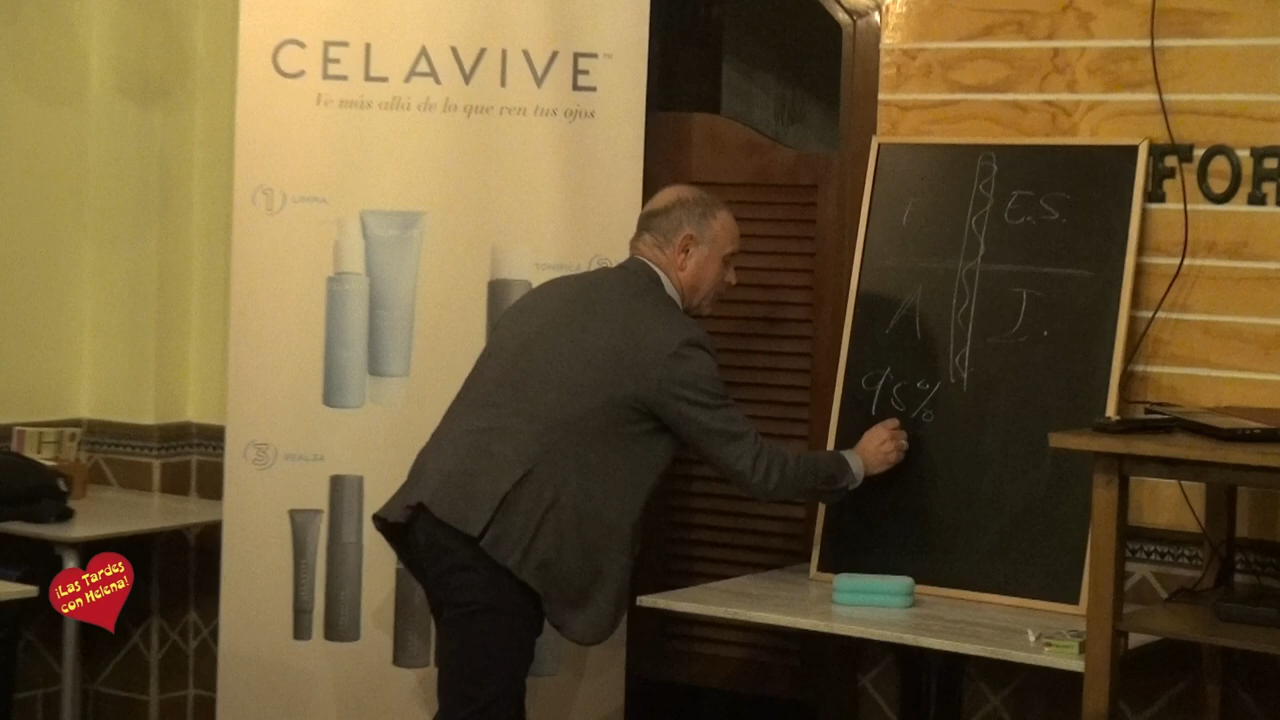 CELAVIVE™
Ve más allá de lo que ven tus ojos
(1) LIMPIA
TONIFICA (2)
(3) REALZA
FOR
E.S.
A
I.
95%
¡Las Tardes
con Helena!